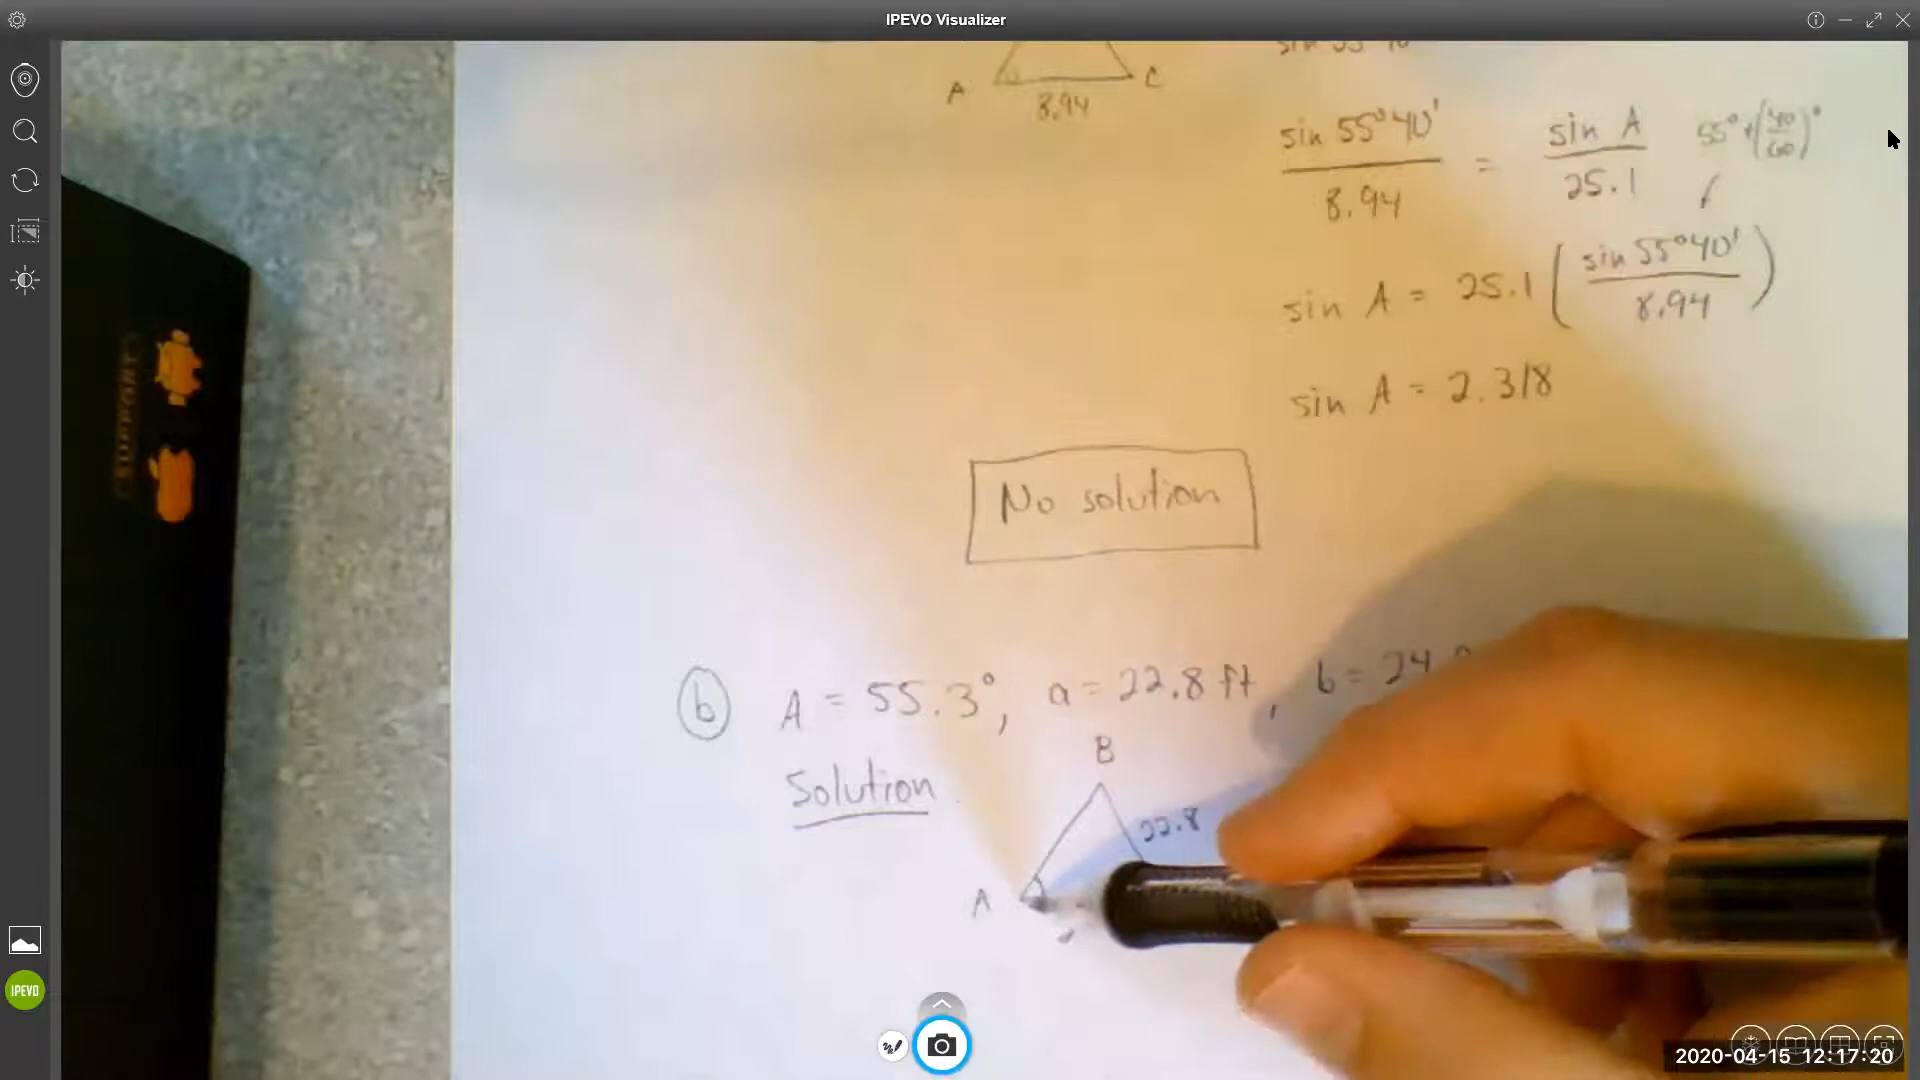 IPEVO Visualizer
A
C
8.94
sin 55°40'
8.94
=
sin A
25.1
55° + (40/60)°
sin A = 25.1 ( sin 55°40' / 8.94 )
sin A = 2.318
No solution
b A = 55.3°, a = 22.8 ft, b = 24
Solution
B
22.8
A
IPEVO
2020-04-15 12:17:20